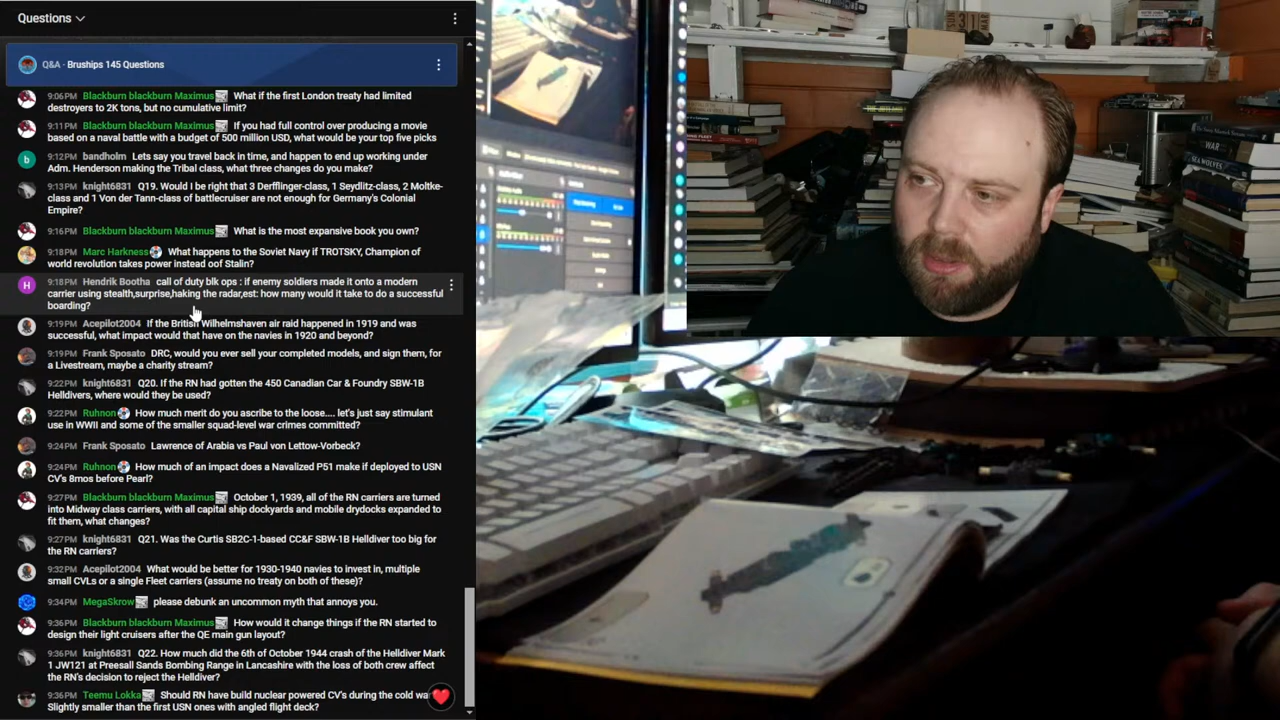 Questions
Q&A · Bruships 145 Questions
9:06PM Blackburn blackburn Maximus What if the first London treaty had limited
destroyers to 2K tons, but no cumulative limit?
9:11PM Blackburn blackburn Maximus If you had full control over producing a movie
based on a naval battle with a budget of 500 million USD, what would be your top five picks
9:12PM bandholm Lets say you travel back in time, and happen to end up working under
Adm. Henderson making the Tribal class, what three changes do you make?
9:13PM knight6831 Q19. Would I be right that 3 Derfflinger-class, 1 Seydlitz-class, 2 Moltke-
class and 1 Von der Tann-class of battlecruiser are not enough for Germany's Colonial
Empire?
9:16PM Blackburn blackburn Maximus What is the most expansive book you own?
9:18PM Marc Harkness What happens to the Soviet Navy if TROTSKY, Champion of
world revolution takes power instead oof Stalin?
H
9:18PM Hendrik Bootha call of duty blk ops : if enemy soldiers made it onto a modern
carrier using stealth,surprise,haking the radar,est: how many would it take to do a successful
boarding?
9:19PM Acepilot2004 If the British Wilhelmshaven air raid happened in 1919 and was
successful, what impact would that have on the navies in 1920 and beyond?
9:19PM Frank Sposato DRC, would you ever sell your completed models, and sign them, for
a Livestream, maybe a charity stream?
9:22PM knight6831 Q20. If the RN had gotten the 450 Canadian Car & Foundry SBW-1B
Helldivers, where would they be used?
9:22PM Ruhnon How much merit do you ascribe to the loose.... let's just say stimulant
use in WWII and some of the smaller squad-level war crimes committed?
9:24PM Frank Sposato Lawrence of Arabia vs Paul von Lettow-Vorbeck?
9:24PM Ruhnon How much of an impact does a Navalized P51 make if deployed to USN
CV's 8mos before Pearl?
9:27PM Blackburn blackburn Maximus October 1, 1939, all of the RN carriers are turned
into Midway class carriers, with all capital ship dockyards and mobile drydocks expanded to
fit them, what changes?
9:27PM knight6831 Q21. Was the Curtis SB2C-1-based CC&F SBW-1B Helldiver too big for
the RN carriers?
9:32PM Acepilot2004 What would be better for 1930-1940 navies to invest in, multiple
small CVLs or a single Fleet carriers (assume no treaty on both of these)?
9:34PM MegaSkrow please debunk an uncommon myth that annoys you.
9:36PM Blackburn blackburn Maximus How would it change things if the RN started to
design their light cruisers after the QE main gun layout?
9:36PM knight6831 Q22. How much did the 6th of October 1944 crash of the Helldiver Mark
1 JW121 at Preesall Sands Bombing Range in Lancashire with the loss of both crew affect
the RN's decision to reject the Helldiver?
9:36PM Teemu Lokka Should RN have build nuclear powered CV's during the cold
Slightly smaller than the first USN ones with angled flight deck?
WAR
SEA WOLVES